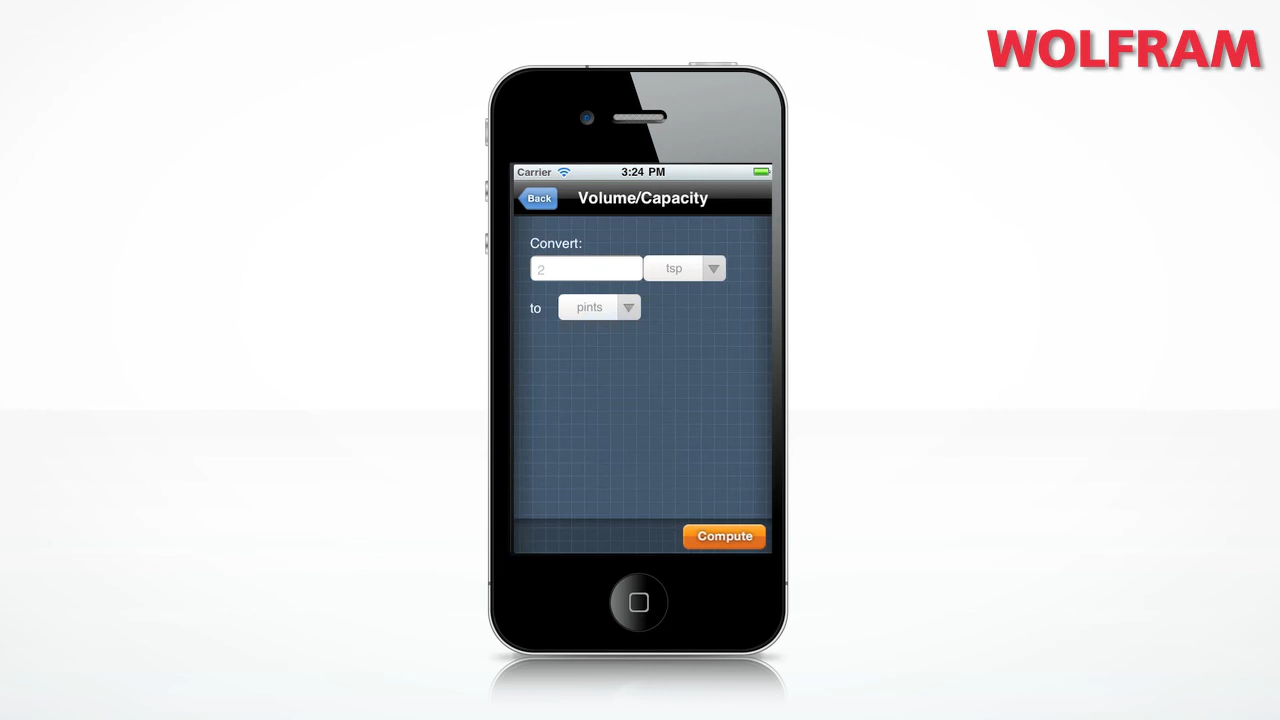 WOLFRAM
Carrier 3:24 PM
Back Volume/Capacity
Convert:
2 tsp
to pints
Compute